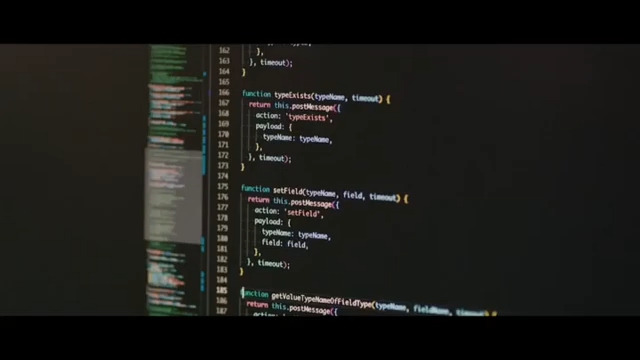 162 },
163 }, timeout);
164 }
165
166 function typeExists(typeName, timeout) {
167 return this.postMessage({
168 action: 'typeExists',
169 payload: {
170 typeName: typeName,
171 },
172 }, timeout);
173 }
174
175 function setField(typeName, field, timeout) {
176 return this.postMessage({
177 action: 'setField',
178 payload: {
179 typeName: typeName,
180 field: field,
181 },
182 }, timeout);
183 }
184
185 function getValueTypeNameOfFieldType(typeName, fieldName, timeout) {
186 return this.postMessage({
187